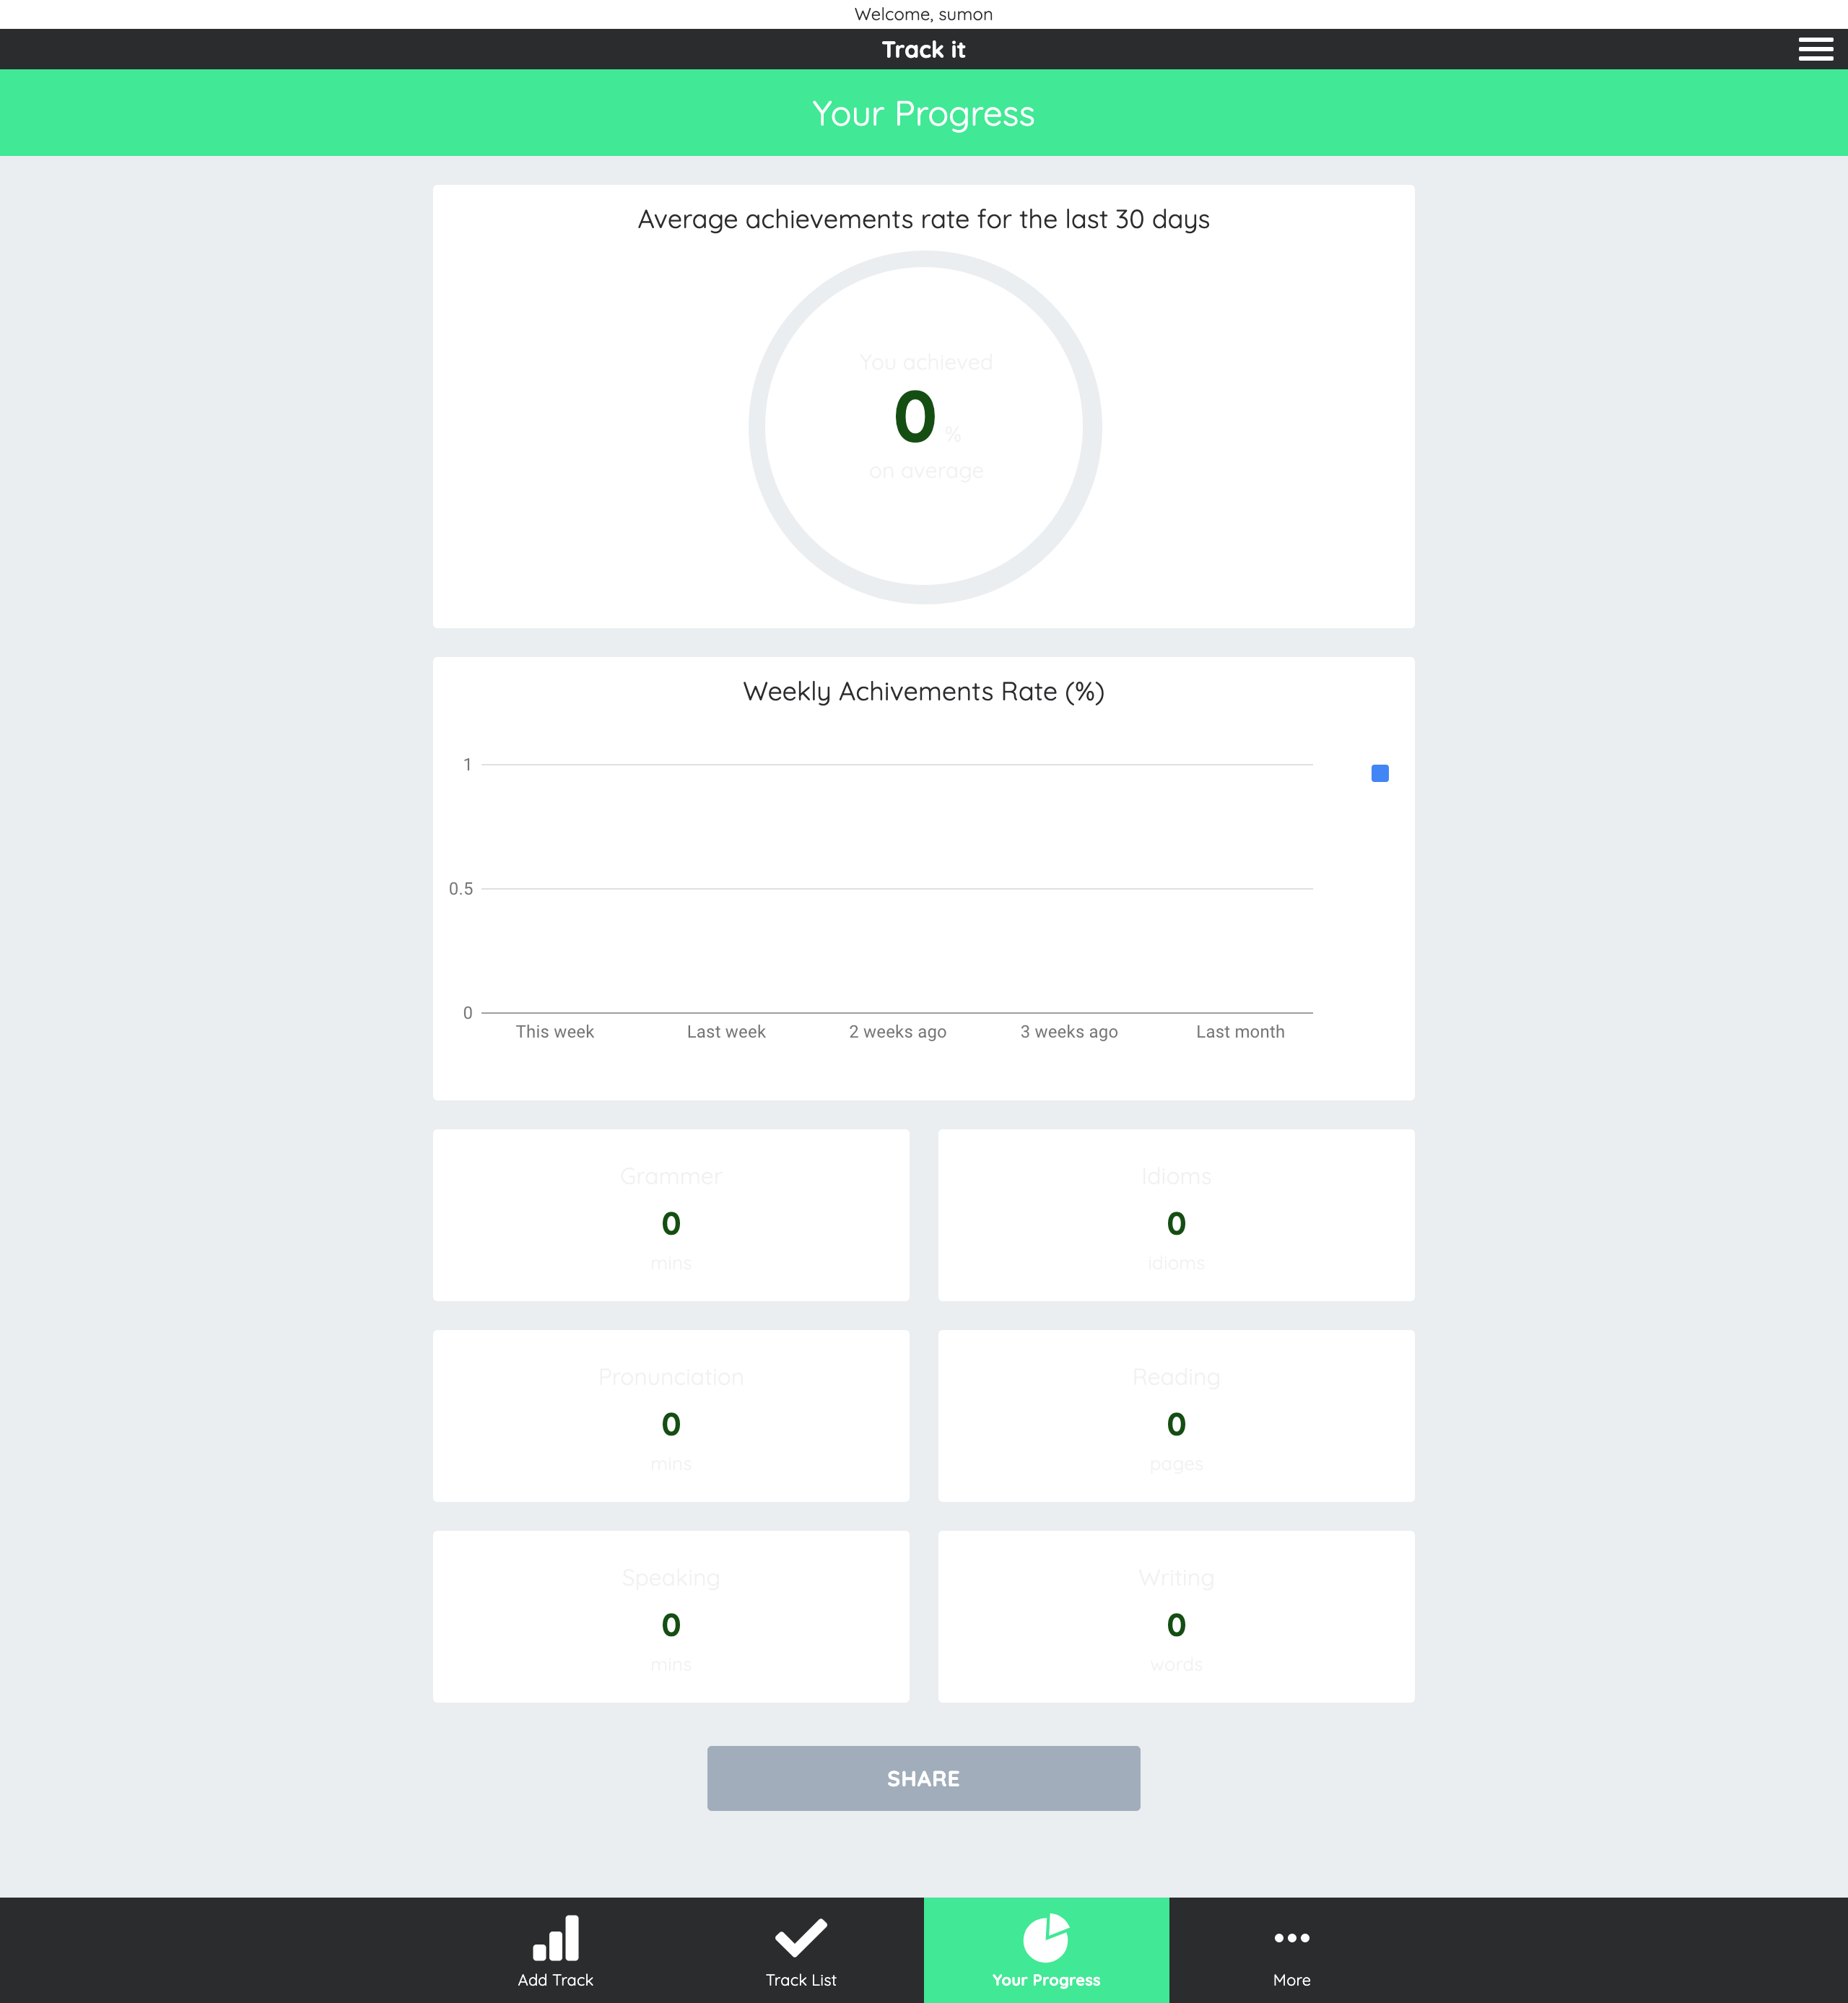 Welcome, sumon
Track it
Your Progress
Average achievements rate for the last 30 days
You achieved
0 %
on average
Weekly Achivements Rate (%)
1
0.5
0
This week Last week 2 weeks ago 3 weeks ago Last month
Grammer
0
mins
Idioms
0
idioms
Pronunciation
0
mins
Reading
0
pages
Speaking
0
mins
Writing
0
words
SHARE
Add Track Track List Your Progress More